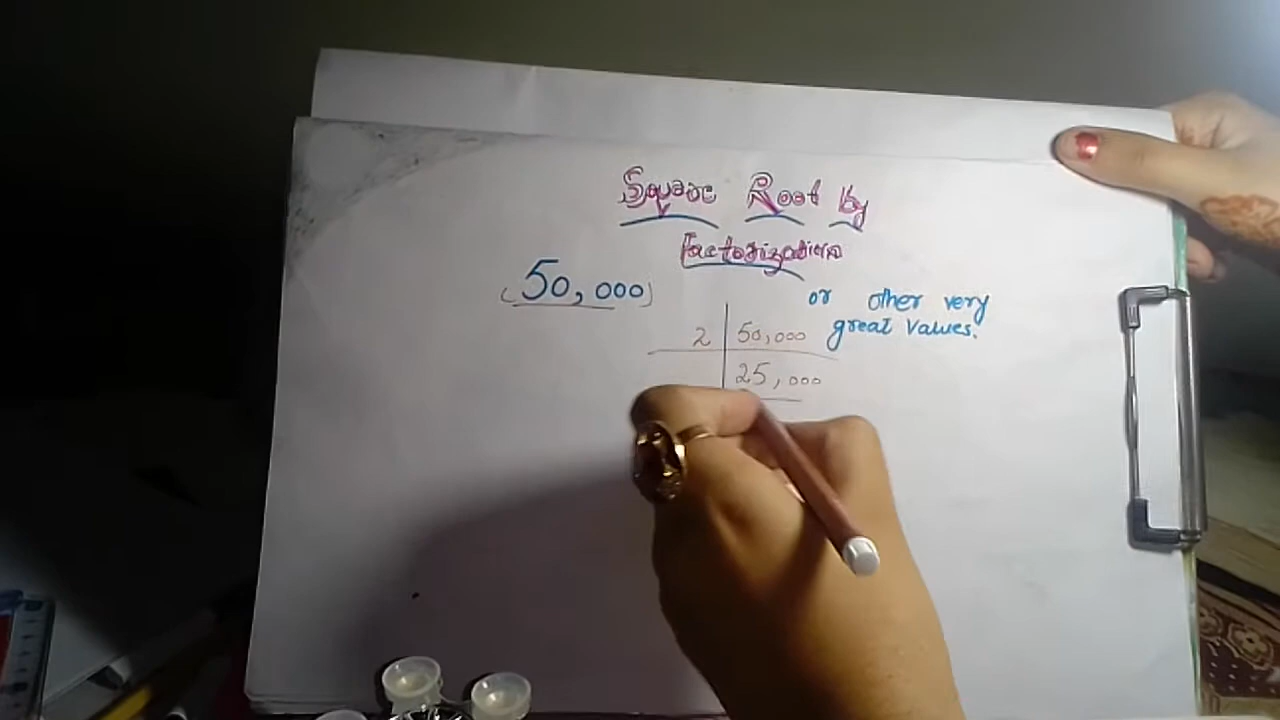 Square Root by
Factorization
(50,000)
or other very
great values.
2 | 50,000
25,000